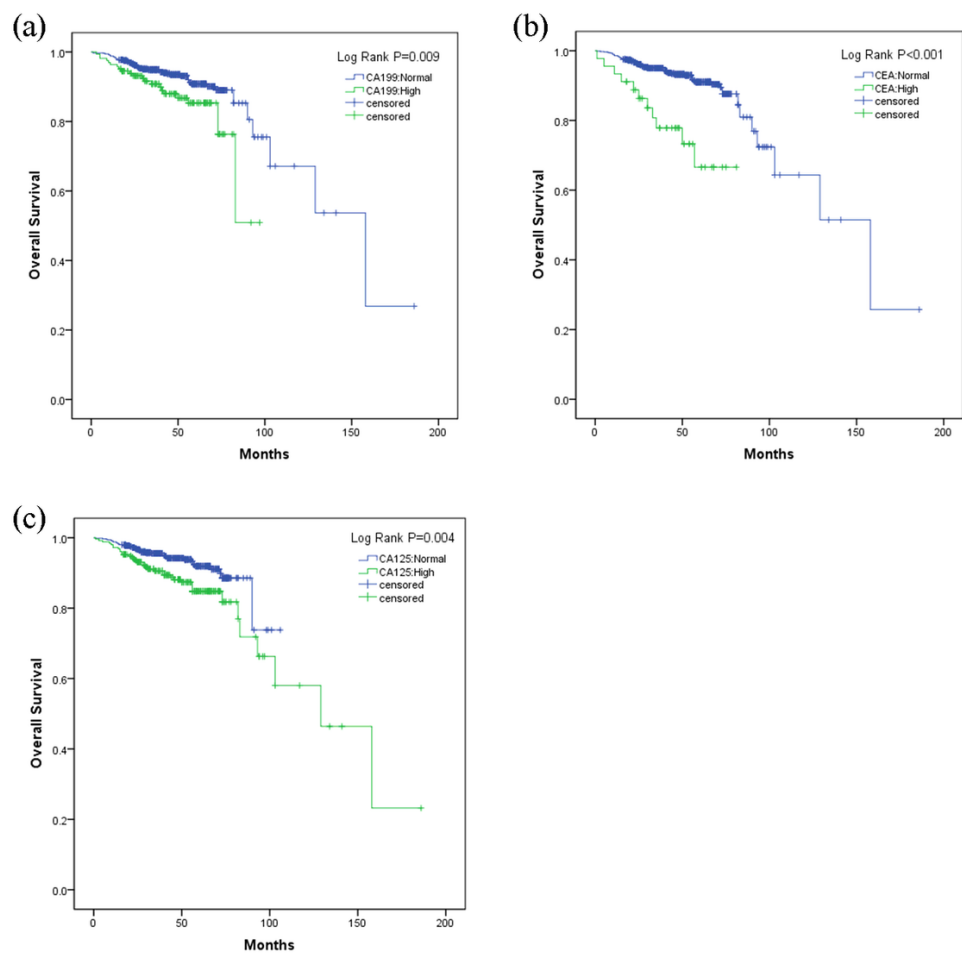 (a)
Log Rank P=0.009
CA199:Normal
CA199:High
censored
censored
Overall Survival
1.0
0.8
0.6
0.4
0.2
0.0
0 50 100 150 200
Months
(b)
Log Rank P<0.001
CEA:Normal
CEA:High
censored
censored
Overall Survival
1.0
0.8
0.6
0.4
0.2
0.0
0 50 100 150 200
Months
(c)
Log Rank P=0.004
CA125:Normal
CA125:High
censored
censored
Overall Survival
1.0
0.8
0.6
0.4
0.2
0.0
0 50 100 150 200
Months